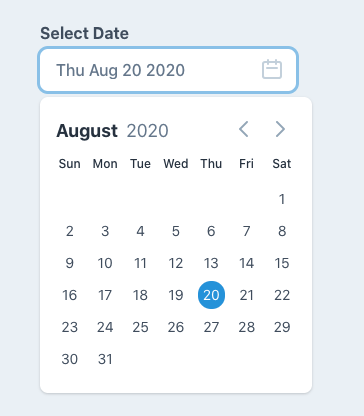 Select Date
Thu Aug 20 2020
August 2020
Sun Mon Tue Wed Thu Fri Sat
1
2 3 4 5 6 7 8
9 10 11 12 13 14 15
16 17 18 19 20 21 22
23 24 25 26 27 28 29
30 31